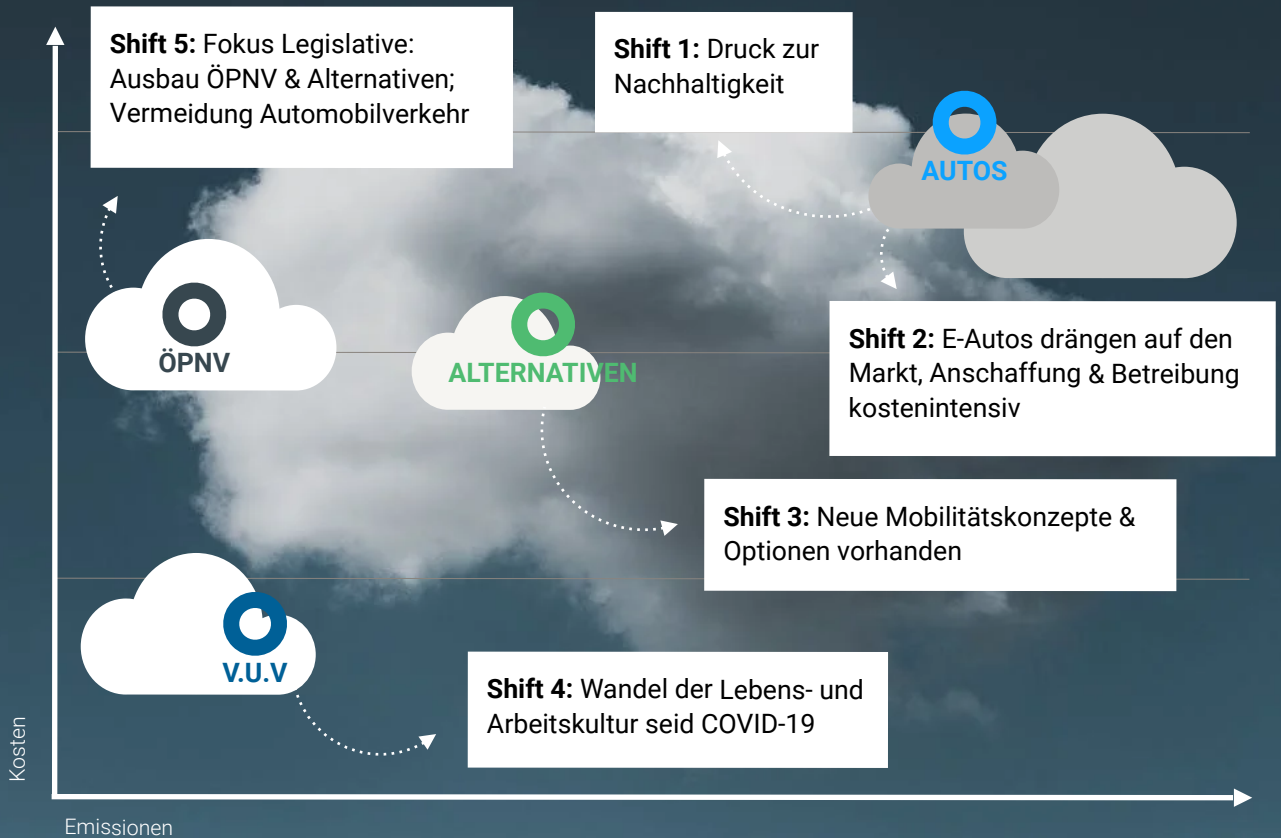 Shift 5: Fokus Legislative:
Ausbau ÖPNV & Alternativen;
Vermeidung Automobilverkehr
Shift 1: Druck zur
Nachhaltigkeit
AUTOS
ÖPNV
ALTERNATIVEN
Shift 2: E-Autos drängen auf den
Markt, Anschaffung & Betreibung
kostenintensiv
Shift 3: Neue Mobilitätskonzepte &
Optionen vorhanden
V.U.V
Shift 4: Wandel der Lebens- und
Arbeitskultur seid COVID-19
Kosten
Emissionen